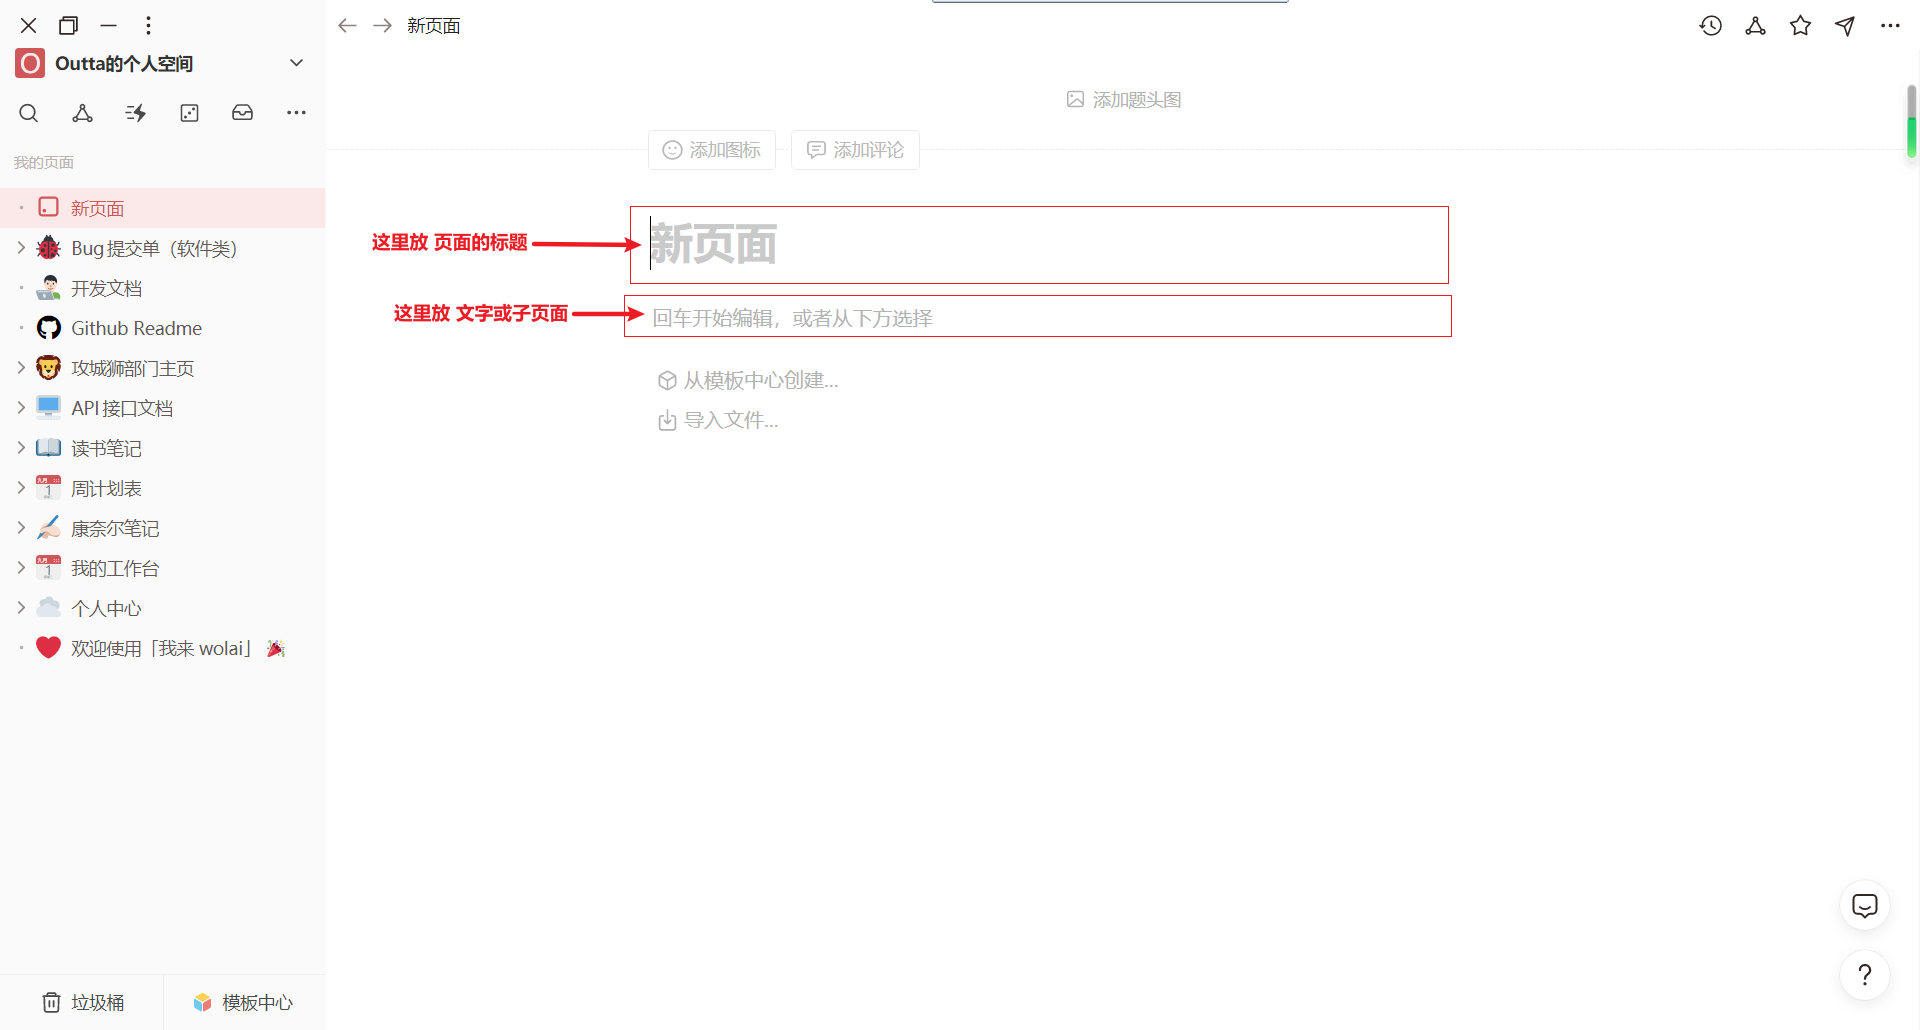 新页面
Outta的个人空间
我的页面
新页面
Bug 提交单（软件类）
开发文档
Github Readme
攻城狮部门主页
API 接口文档
读书笔记
周计划表
康奈尔笔记
我的工作台
个人中心
欢迎使用「我来 wolai」
垃圾桶
模板中心
添加题头图
添加图标
添加评论
这里放 页面的标题
新页面
这里放 文字或子页面
回车开始编辑，或者从下方选择
从模板中心创建...
导入文件...